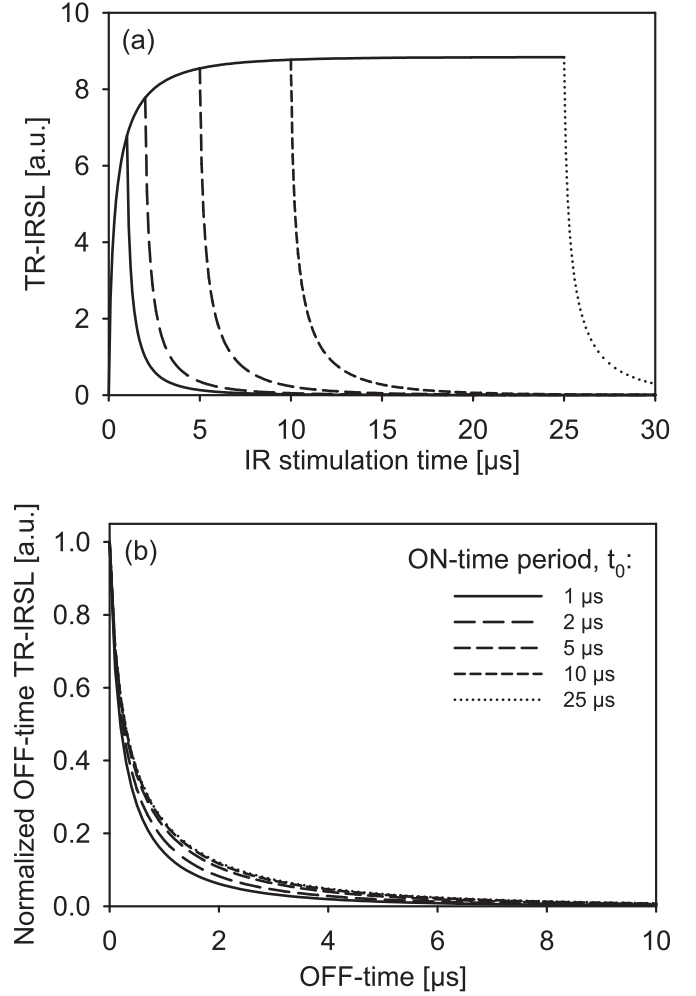 (a)
TR-IRSL [a.u.]
10
8
6
4
2
0
0 5 10 15 20 25 30
IR stimulation time [µs]
(b)
Normalized OFF-time TR-IRSL [a.u.]
1.0
0.8
0.6
0.4
0.2
0.0
ON-time period, t₀:
1 µs
2 µs
5 µs
10 µs
25 µs
0 2 4 6 8 10
OFF-time [µs]